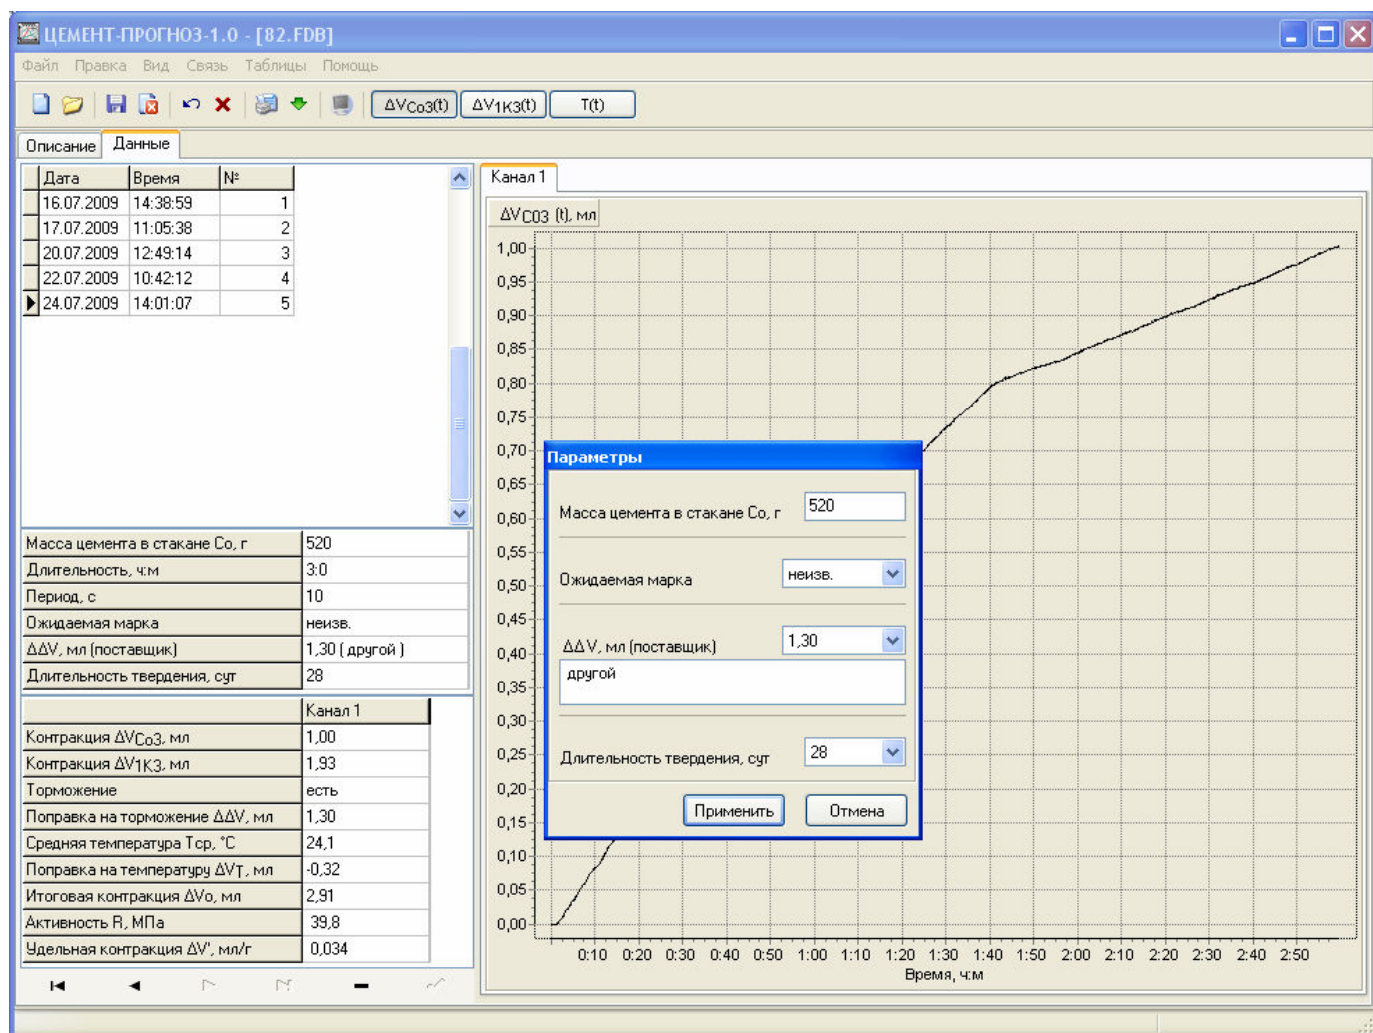 ЦЕМЕНТ-ПРОГНОЗ-1.0 - [82.FDB]
Файл Правка Вид Связь Таблицы Помощь
ΔVCo3(t) ΔV1K3(t) T(t)
Описание Данные
Дата Время №
16.07.2009 14:38:59 1
17.07.2009 11:05:38 2
20.07.2009 12:49:14 3
22.07.2009 10:42:12 4
24.07.2009 14:01:07 5
Масса цемента в стакане Со, г 520
Длительность, ч:м 3:0
Период, с 10
Ожидаемая марка неизв.
ΔΔV, мл (поставщик) 1,30 ( другой )
Длительность твердения, сут 28
Канал 1
Контракция ΔVCo3, мл 1,00
Контракция ΔV1K3, мл 1,93
Торможение есть
Поправка на торможение ΔΔV, мл 1,30
Средняя температура Тср, °С 24,1
Поправка на температуру ΔVT, мл -0,32
Итоговая контракция ΔVo, мл 2,91
Активность R, МПа 39,8
Удельная контракция ΔV', мл/г 0,034
Канал 1
ΔVC03 (t), мл
1,00
0,95
0,90
0,85
0,80
0,75
0,70
0,65
0,60
0,55
0,50
0,45
0,40
0,35
0,30
0,25
0,20
0,15
0,10
0,05
0,00
0:10 0:20 0:30 0:40 0:50 1:00 1:10 1:20 1:30 1:40 1:50 2:00 2:10 2:20 2:30 2:40 2:50
Время, ч:м
Параметры
Масса цемента в стакане Со, г 520
Ожидаемая марка неизв.
ΔΔV, мл (поставщик) 1,30
другой
Длительность твердения, сут 28
Применить Отмена